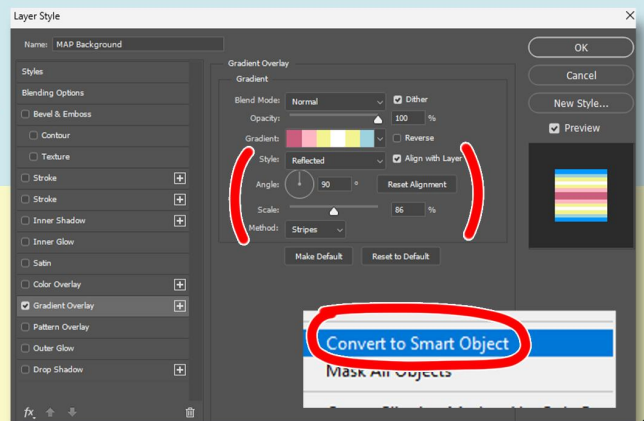 Layer Style
Name: MAP Background
Styles
Blending Options
Bevel & Emboss
Contour
Texture
Stroke
Stroke
Inner Shadow
Inner Glow
Satin
Color Overlay
Gradient Overlay
Pattern Overlay
Outer Glow
Drop Shadow
fx
Gradient Overlay
Gradient
Blend Mode: Normal Dither
Opacity: 100 %
Gradient: Reverse
Style: Reflected Align with Layer
Angle: 90 ° Reset Alignment
Scale: 86 %
Method: Stripes
Make Default Reset to Default
OK
Cancel
New Style...
Preview
Convert to Smart Object
Mask All Objects